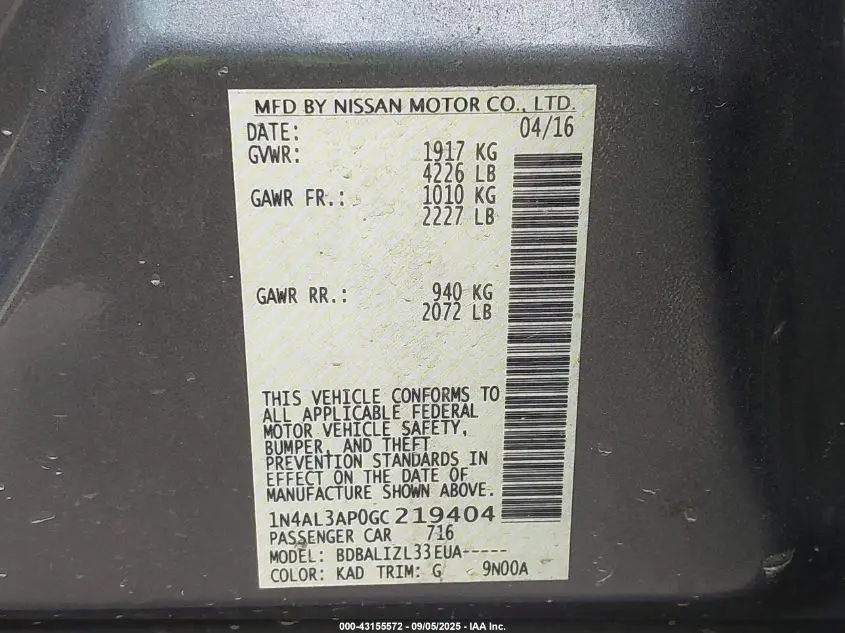 MFD BY NISSAN MOTOR CO., LTD.
DATE: 04/16
GVWR: 1917 KG
4226 LB
GAWR FR.: 1010 KG
2227 LB
GAWR RR.: 940 KG
2072 LB
THIS VEHICLE CONFORMS TO
ALL APPLICABLE FEDERAL
MOTOR VEHICLE SAFETY,
BUMPER, AND THEFT
PREVENTION STANDARDS IN
EFFECT ON THE DATE OF
MANUFACTURE SHOWN ABOVE.
1N4AL3AP0GC219404
PASSENGER CAR 716
MODEL: BDBALIZL33EUA-----
COLOR: KAD TRIM: G 9N00A
000-43155572 - 09/05/2025 - IAA Inc.